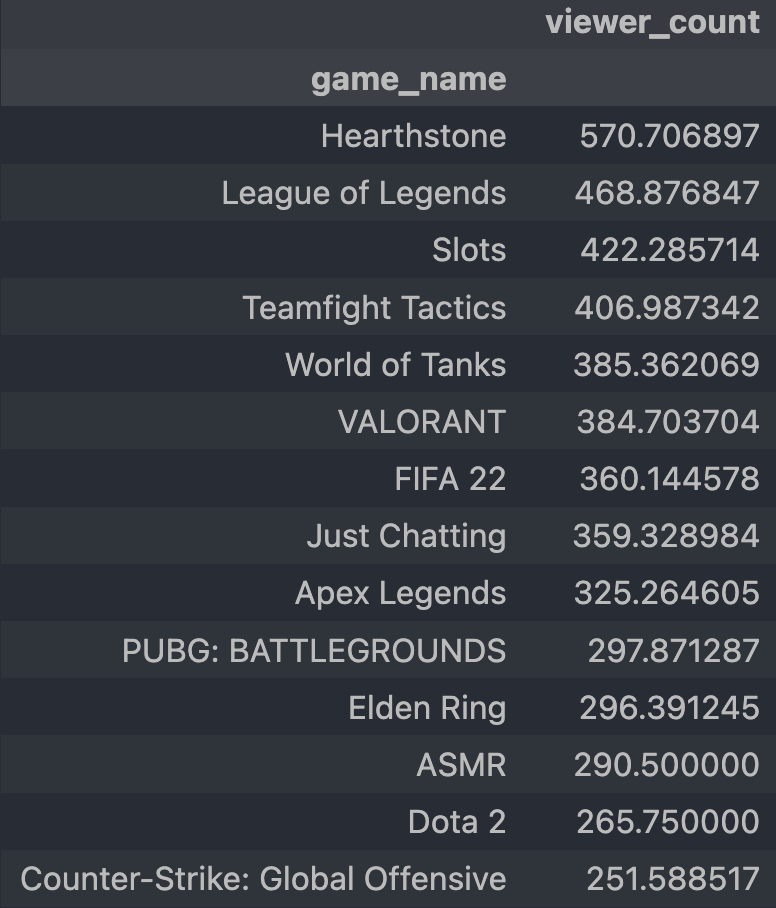 viewer_count
game_name
Hearthstone 570.706897
League of Legends 468.876847
Slots 422.285714
Teamfight Tactics 406.987342
World of Tanks 385.362069
VALORANT 384.703704
FIFA 22 360.144578
Just Chatting 359.328984
Apex Legends 325.264605
PUBG: BATTLEGROUNDS 297.871287
Elden Ring 296.391245
ASMR 290.500000
Dota 2 265.750000
Counter-Strike: Global Offensive 251.588517